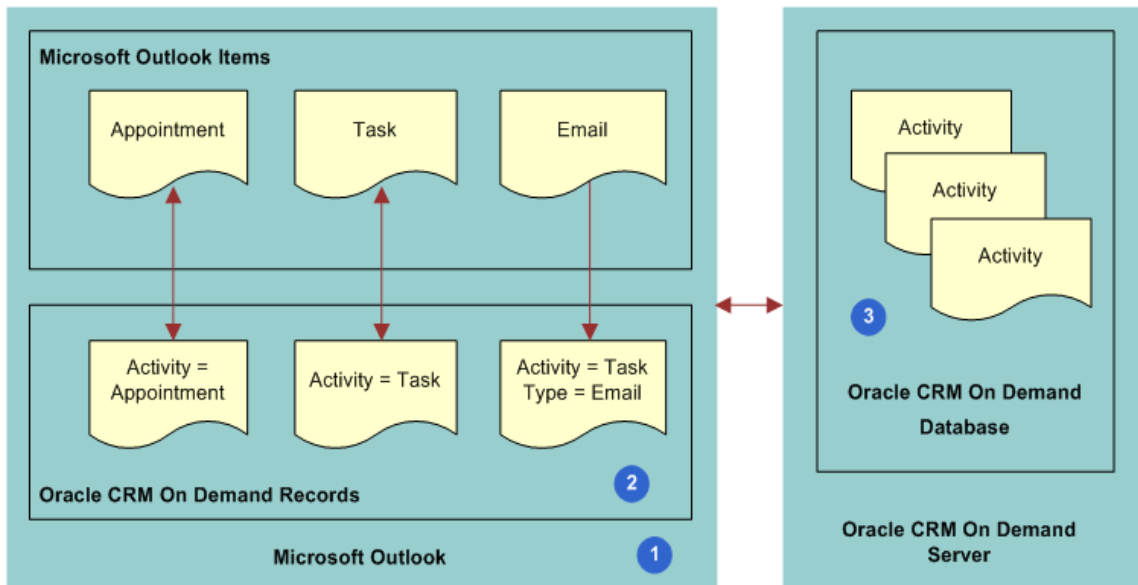 Microsoft Outlook Items
Appointment
Task
Email
Activity =
Appointment
Activity = Task
Activity = Task
Type = Email
2
Oracle CRM On Demand Records
Microsoft Outlook
1
Activity
Activity
Activity
3
Oracle CRM On Demand
Database
Oracle CRM On Demand
Server